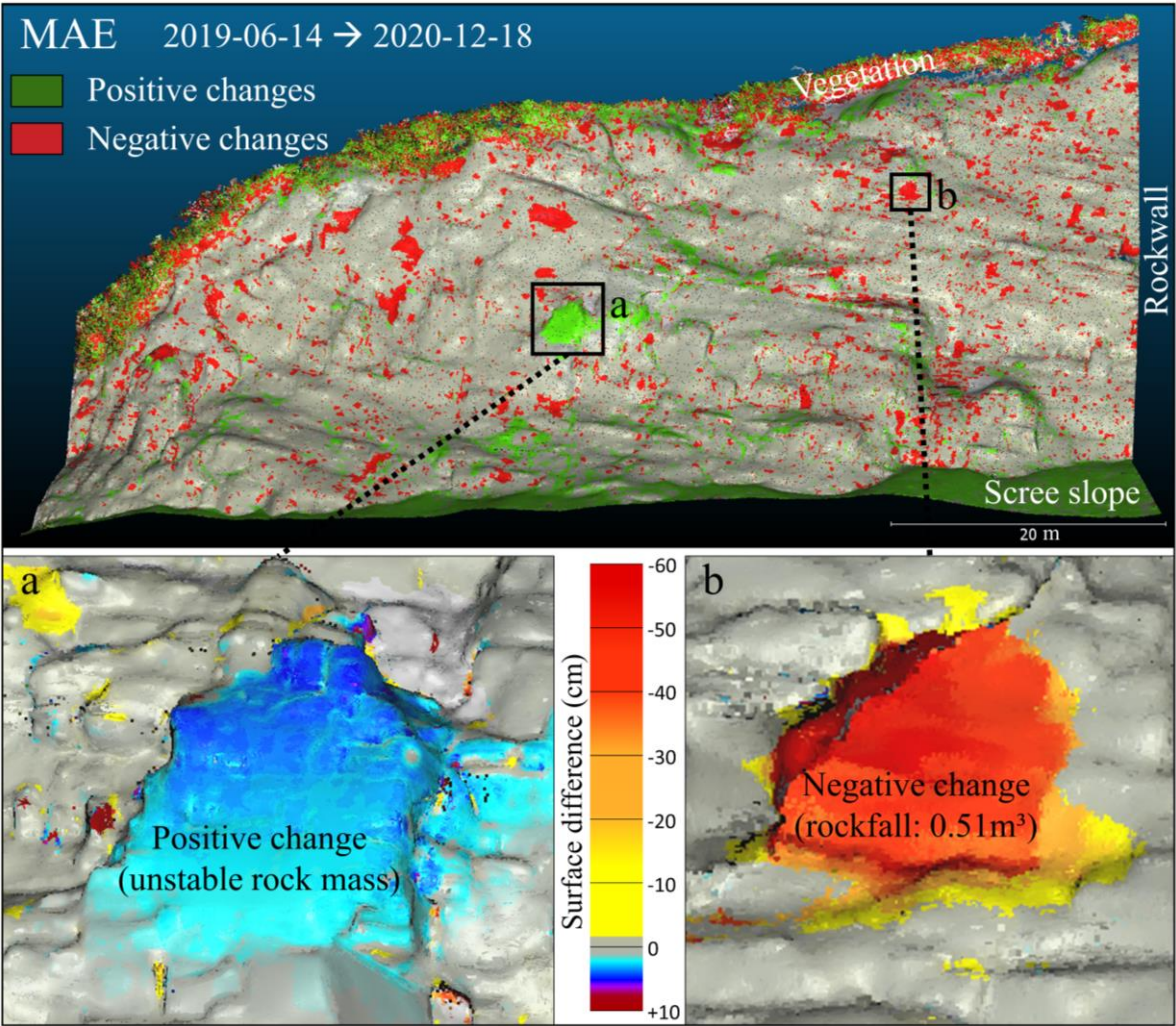 MAE 2019-06-14 → 2020-12-18
Positive changes
Negative changes
Vegetation
b
a
Rockwall
Scree slope
20 m
a
Positive change
(unstable rock mass)
Surface difference (cm)
-60
-50
-40
-30
-20
-10
0
+10
b
Negative change
(rockfall: 0.51m³)